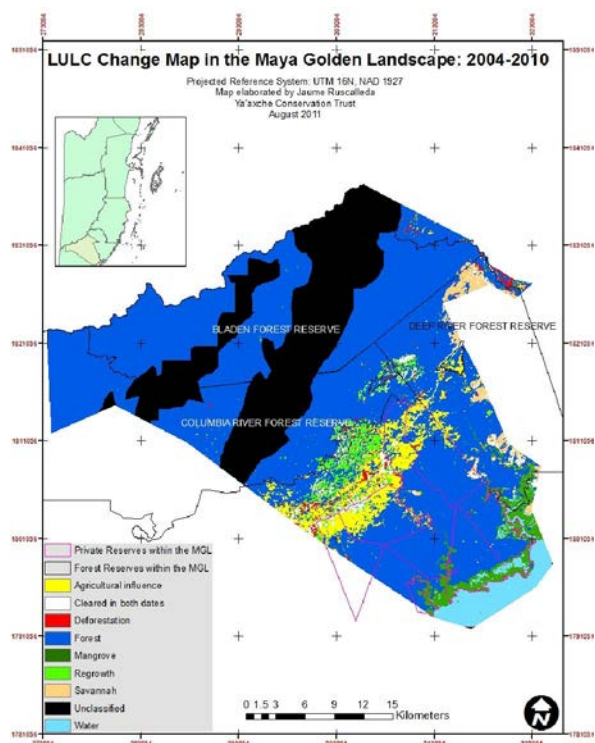 LULC Change Map in the Maya Golden Landscape: 2004-2010
Projected Reference System: UTM 16N, NAD 1927
Map elaborated by Jaume Ruscalleda
Ya'axche Conservation Trust
August 2011
BLADEN FOREST RESERVE
DEEP RIVER FOREST RESERVE
COLUMBIA RIVER FOREST RESERVE
Private Reserves within the MGL
Forest Reserves within the MGL
Agricultural influence
Cleared in both dates
Deforestation
Forest
Mangrove
Regrowth
Savannah
Unclassified
Water
0 1.5 3 6 9 12 15
Kilometers
N